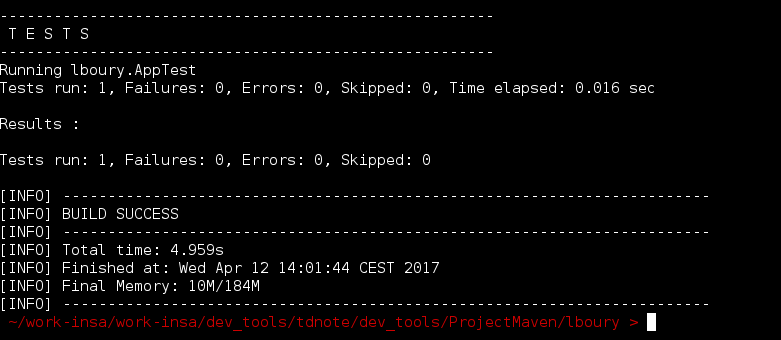 -------------------------------------------------------
 T E S T S
-------------------------------------------------------
Running lboury.AppTest
Tests run: 1, Failures: 0, Errors: 0, Skipped: 0, Time elapsed: 0.016 sec

Results :

Tests run: 1, Failures: 0, Errors: 0, Skipped: 0

[INFO] ------------------------------------------------------------------------
[INFO] BUILD SUCCESS
[INFO] ------------------------------------------------------------------------
[INFO] Total time: 4.959s
[INFO] Finished at: Wed Apr 12 14:01:44 CEST 2017
[INFO] Final Memory: 10M/184M
[INFO] ------------------------------------------------------------------------
 ~/work-insa/work-insa/dev_tools/tdnote/dev_tools/ProjectMaven/lboury >